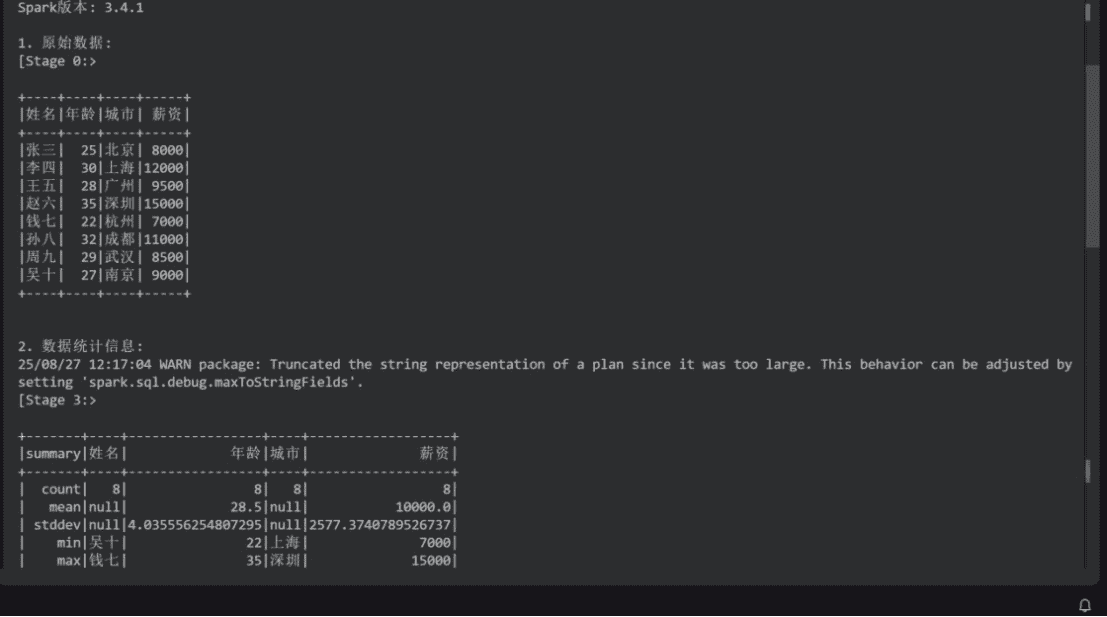 Spark版本: 3.4.1
1. 原始数据:
[Stage 0:>
+----+----+----+-----+
|姓名|年龄|城市| 薪资|
+----+----+----+-----+
|张三|  25|北京| 8000|
|李四|  30|上海|12000|
|王五|  28|广州| 9500|
|赵六|  35|深圳|15000|
|钱七|  22|杭州| 7000|
|孙八|  32|成都|11000|
|周九|  29|武汉| 8500|
|吴十|  27|南京| 9000|
+----+----+----+-----+
2. 数据统计信息:
25/08/27 12:17:04 WARN package: Truncated the string representation of a plan since it was too large. This behavior can be adjusted by
setting 'spark.sql.debug.maxToStringFields'.
[Stage 3:>
+-------+----+-----------------+----+------------------+
|summary|姓名|             年龄|城市|              薪资|
+-------+----+-----------------+----+------------------+
|  count|   8|                8|   8|                 8|
|   mean|null|             28.5|null|           10000.0|
| stddev|null|4.035556254807295|null|2577.3740789526737|
|    min|吴十|               22|上海|              7000|
|    max|钱七|               35|深圳|             15000|